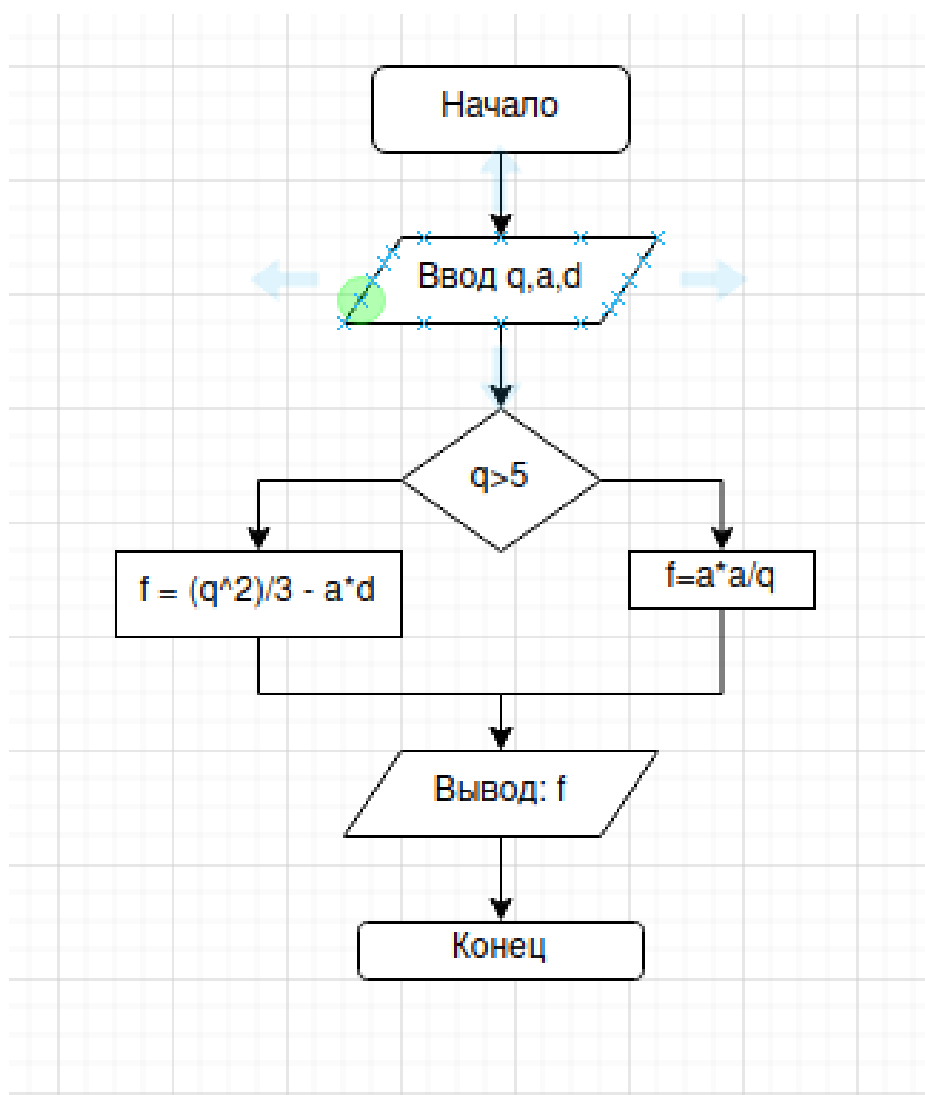 Начало
Ввод q,a,d
q>5
f = (q^2)/3 - a*d
f=a*a/q
Вывод: f
Конец